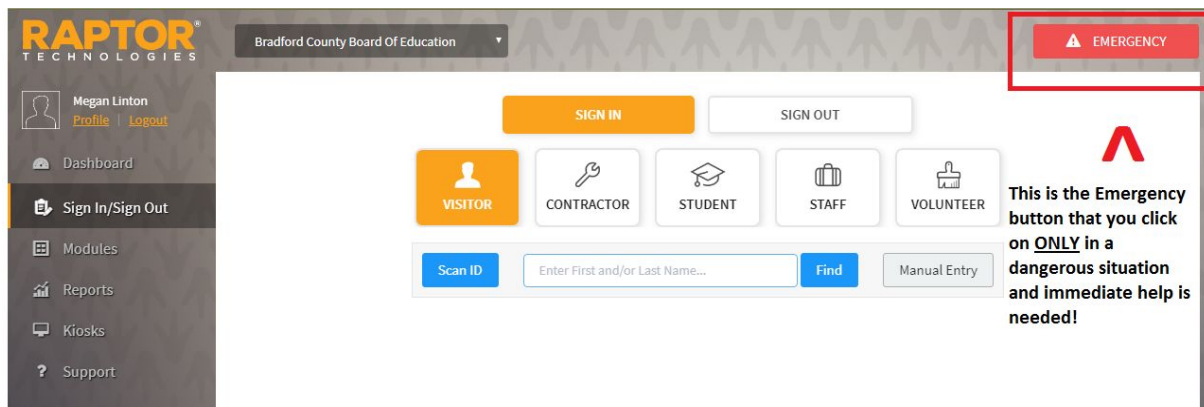 RAPTOR®
TECHNOLOGIES
Bradford County Board Of Education
EMERGENCY
Megan Linton
Profile | Logout
Dashboard
Sign In/Sign Out
Modules
Reports
Kiosks
? Support
SIGN IN
SIGN OUT
VISITOR
CONTRACTOR
STUDENT
STAFF
VOLUNTEER
Scan ID
Enter First and/or Last Name...
Find
Manual Entry
This is the Emergency
button that you click
on ONLY in a
dangerous situation
and immediate help is
needed!